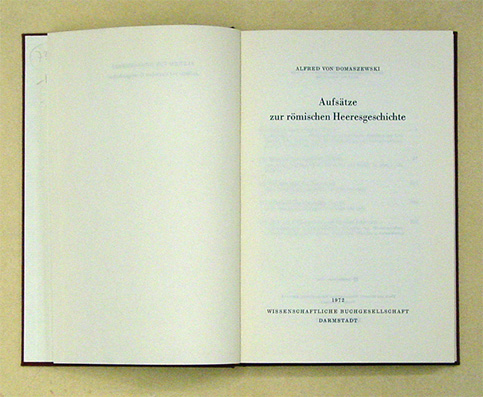 ALFRED VON DOMASZEWSKI
Aufsätze
zur römischen Heeresgeschichte
1972
WISSENSCHAFTLICHE BUCHGESELLSCHAFT
DARMSTADT